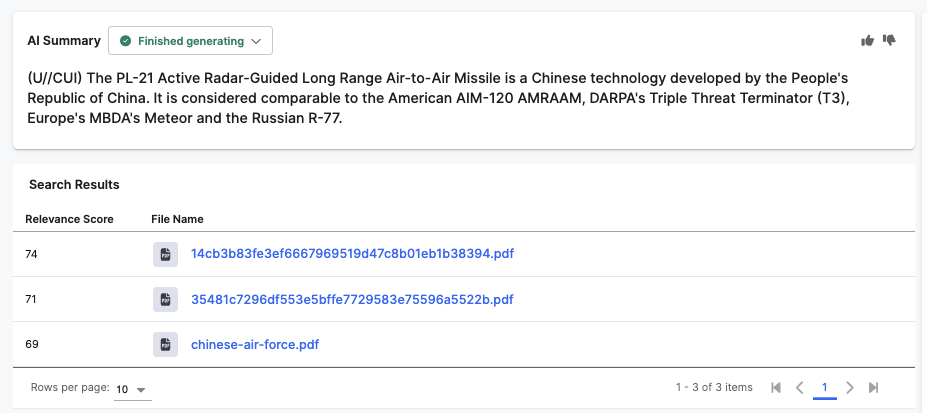 AI Summary Finished generating
(U//CUI) The PL-21 Active Radar-Guided Long Range Air-to-Air Missile is a Chinese technology developed by the People's
Republic of China. It is considered comparable to the American AIM-120 AMRAAM, DARPA's Triple Threat Terminator (T3),
Europe's MBDA's Meteor and the Russian R-77.
Search Results
Relevance Score File Name
74 PDF 14cb3b83fe3ef6667969519d47c8b01eb1b38394.pdf
71 PDF 35481c7296df553e5bffe7729583e75596a5522b.pdf
69 PDF chinese-air-force.pdf
Rows per page: 10 1 - 3 of 3 items 1